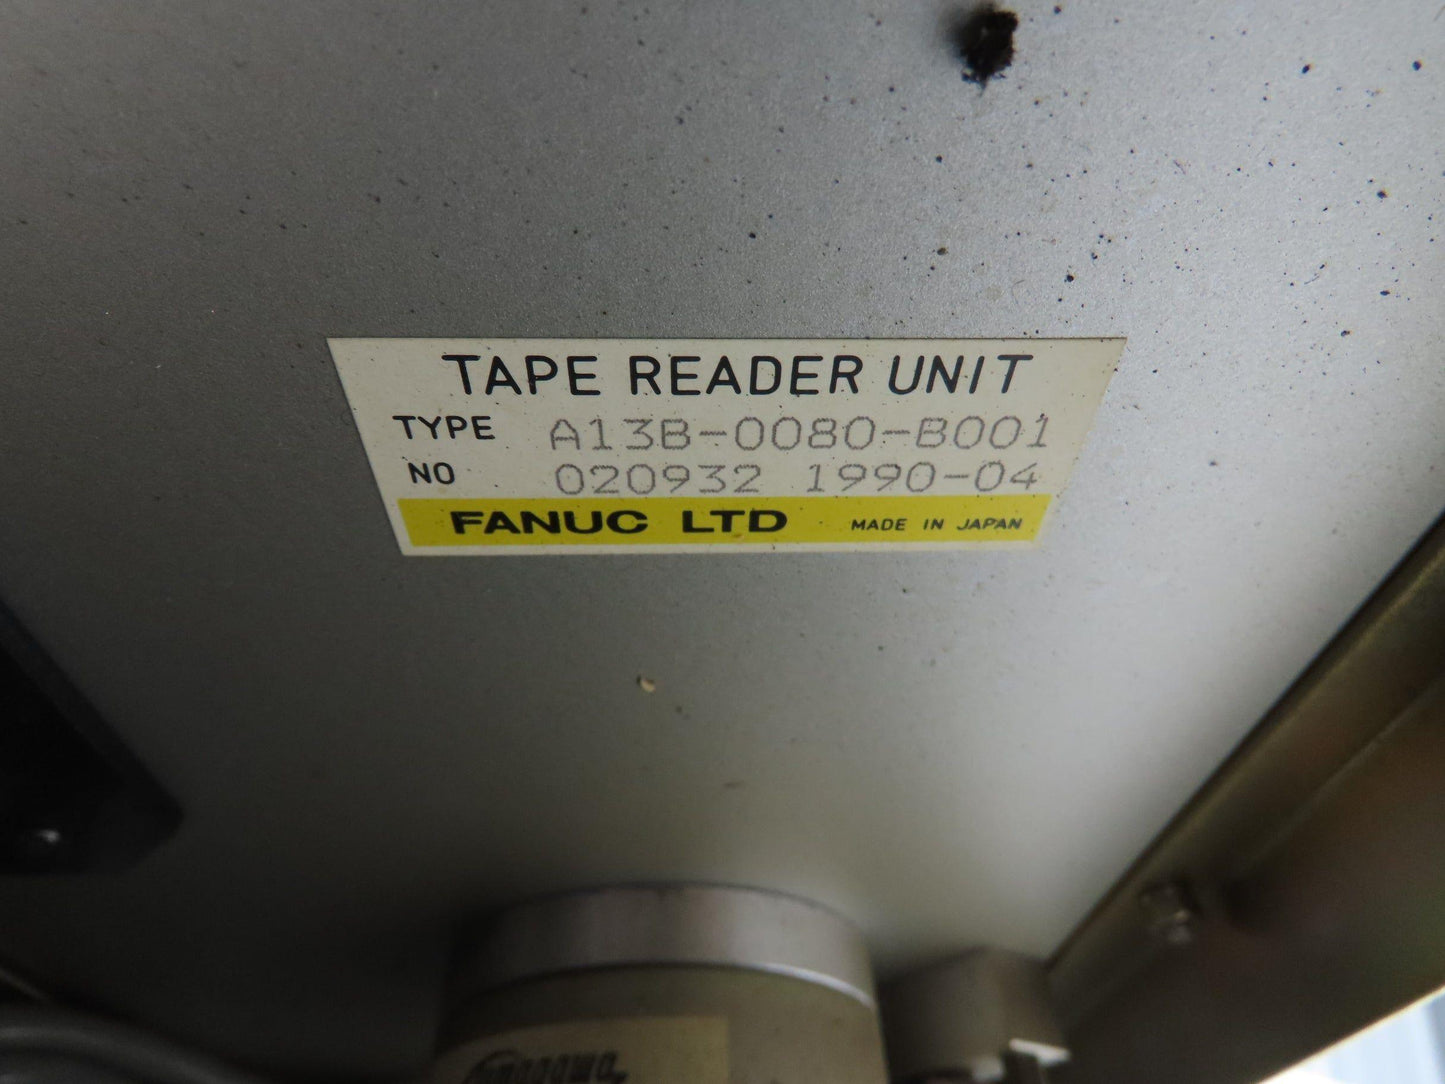 TAPE READER UNIT
TYPE A13B-0080-B001
NO 020932 1990-04
FANUC LTD MADE IN JAPAN